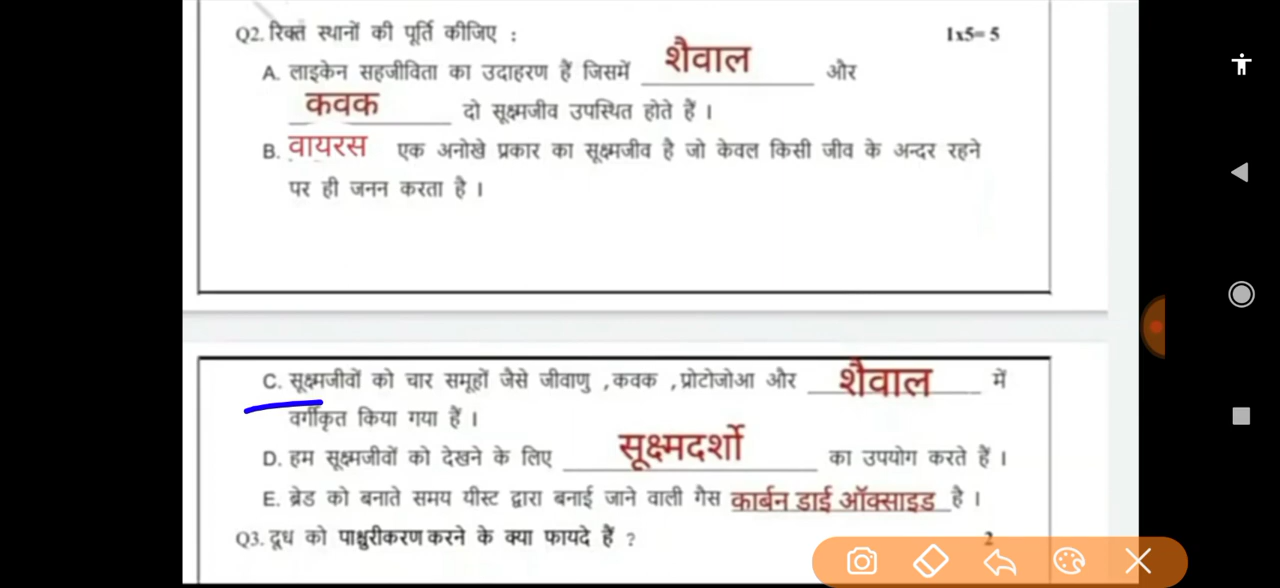 Q2. रिक्त स्थानों की पूर्ति कीजिए : 1x5= 5
A. लाइकेन सहजीविता का उदाहरण हैं जिसमें शैवाल और
कवक दो सूक्ष्मजीव उपस्थित होते हैं ।
B. वायरस एक अनोखे प्रकार का सूक्ष्मजीव है जो केवल किसी जीव के अन्दर रहने
पर ही जनन करता है ।
C. सूक्ष्मजीवों को चार समूहों जैसे जीवाणु ,कवक ,प्रोटोजोआ और शैवाल में
वर्गीकृत किया गया हैं ।
D. हम सूक्ष्मजीवों को देखने के लिए सूक्ष्मदर्शी का उपयोग करते हैं ।
E. ब्रेड को बनाते समय यीस्ट द्वारा बनाई जाने वाली गैस कार्बन डाई ऑक्साइड है ।
Q3. दूध को पाश्चुरीकरण करने के क्या फायदे हैं ? 2